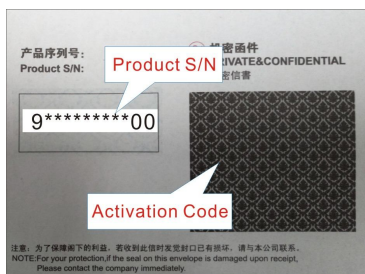 产品序列号:
Product S/N:
Product S/N
密函件
RIVATE&CONFIDENTIAL
密信書
9*********00
Activation Code
注意：为了保障阁下的利益，若收到此信时发觉封口已有损坏，请与本公司联系。
NOTE:For your protection,if the seal on this envelope is damaged upon receipt,
Please contact the company immediately.